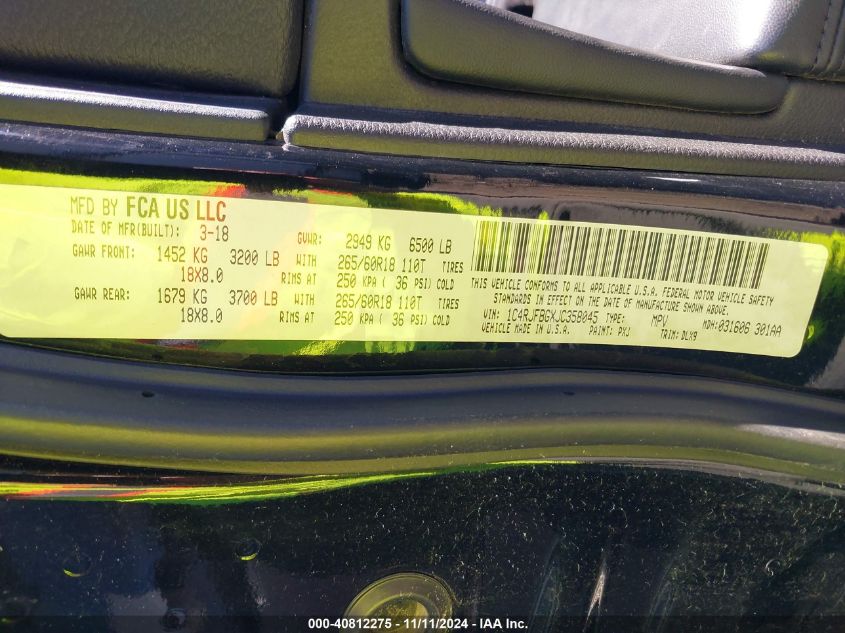 MFD BY FCA US LLC
DATE OF MFR(BUILT): 3-18 GVWR: 2949 KG 6500 LB
GAWR FRONT: 1452 KG 3200 LB WITH 265/60R18 110T TIRES
18X8.0 RIMS AT 250 KPA ( 36 PSI) COLD
GAWR REAR: 1679 KG 3700 LB WITH 265/60R18 110T TIRES
18X8.0 RIMS AT 250 KPA ( 36 PSI) COLD
THIS VEHICLE CONFORMS TO ALL APPLICABLE U.S.A. FEDERAL MOTOR VEHICLE SAFETY
STANDARDS IN EFFECT ON THE DATE OF MANUFACTURE SHOWN ABOVE.
VIN: 1C4RJFBGXJC358045 TYPE: MPV MDH: 031606 301AA
VEHICLE MADE IN U.S.A. PAINT: PXJ TRIM: DLX9
000-40812275 - 11/11/2024 - IAA Inc.